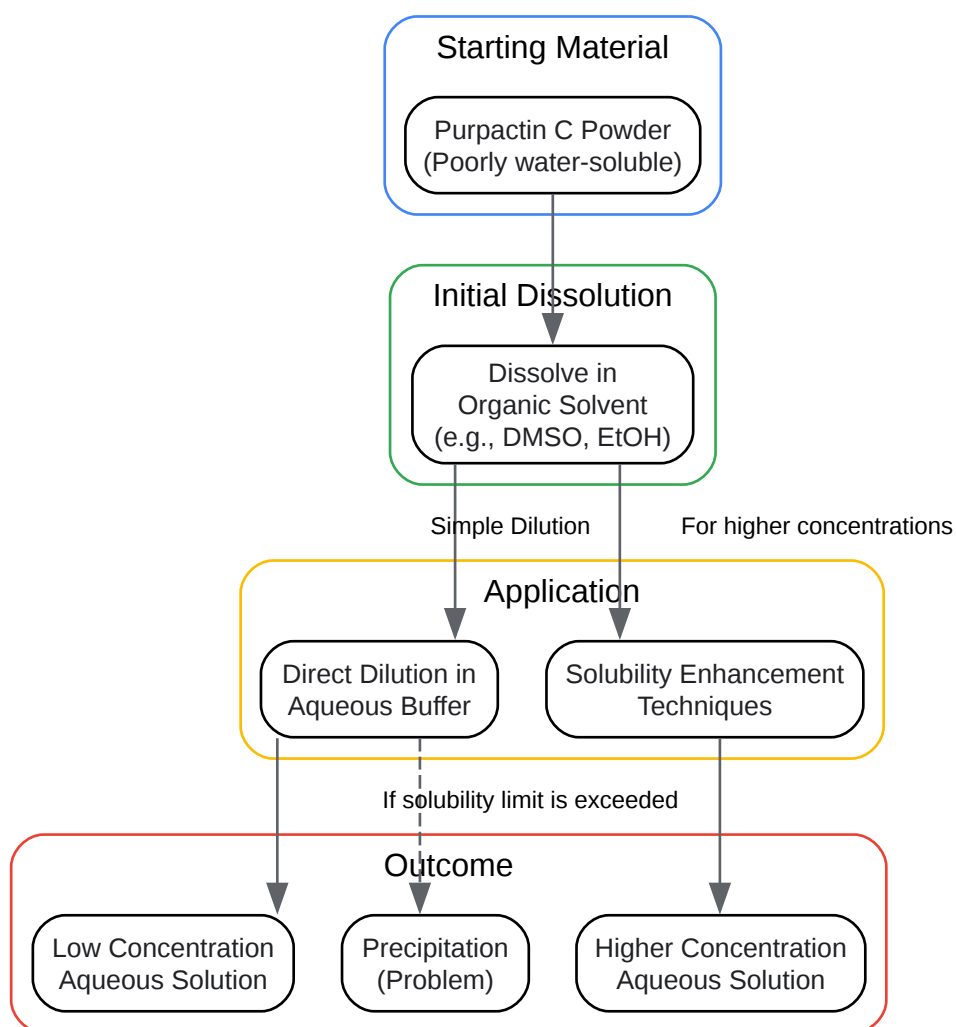 Starting Material
Purpactin C Powder
(Poorly water-soluble)
Initial Dissolution
Dissolve in
Organic Solvent
(e.g., DMSO, EtOH)
Simple Dilution
For higher concentrations
Application
Direct Dilution in
Aqueous Buffer
Solubility Enhancement
Techniques
If solubility limit is exceeded
Outcome
Low Concentration
Aqueous Solution
Precipitation
(Problem)
Higher Concentration
Aqueous Solution